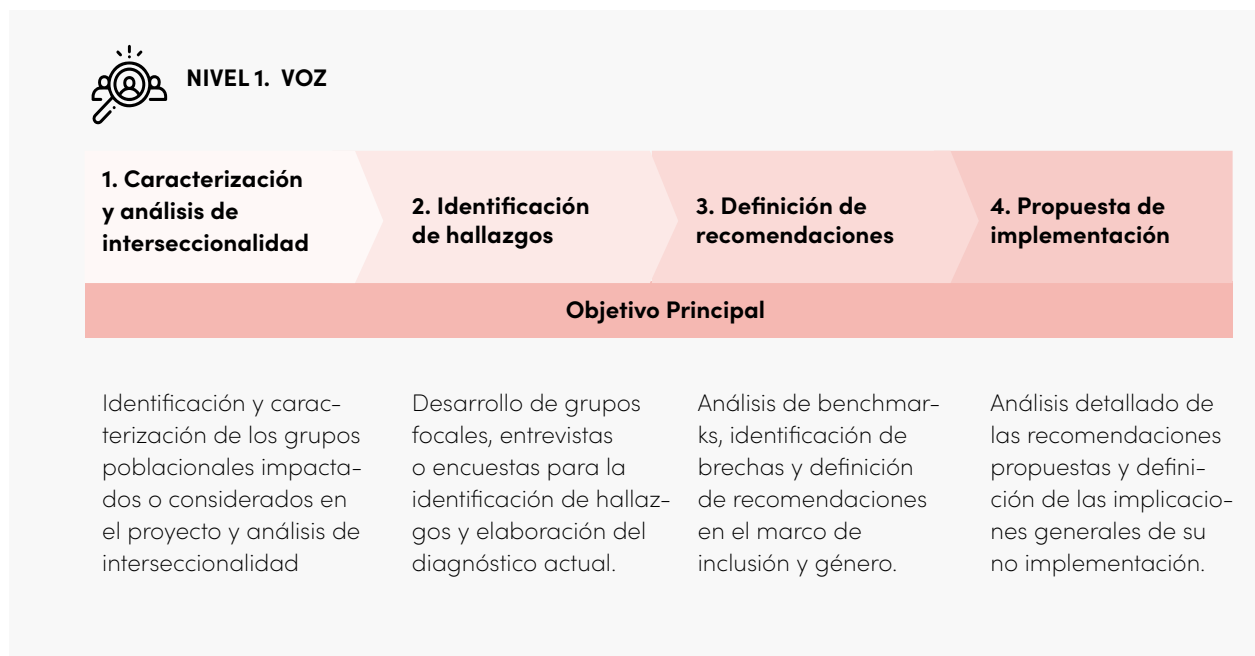 NIVEL 1. VOZ
1. Caracterización
y análisis de
interseccionalidad
2. Identificación
de hallazgos
3. Definición de
recomendaciones
4. Propuesta de
implementación
Objetivo Principal
Identificación y carac-
terización de los grupos
poblacionales impacta-
dos o considerados en
el proyecto y análisis de
interseccionalidad
Desarrollo de grupos
focales, entrevistas
o encuestas para la
identificación de hallaz-
gos y elaboración del
diagnóstico actual.
Análisis de benchmar-
ks, identificación de
brechas y definición
de recomendaciones
en el marco de
inclusión y género.
Análisis detallado de
las recomendaciones
propuestas y defini-
ción de las implicacio-
nes generales de su
no implementación.